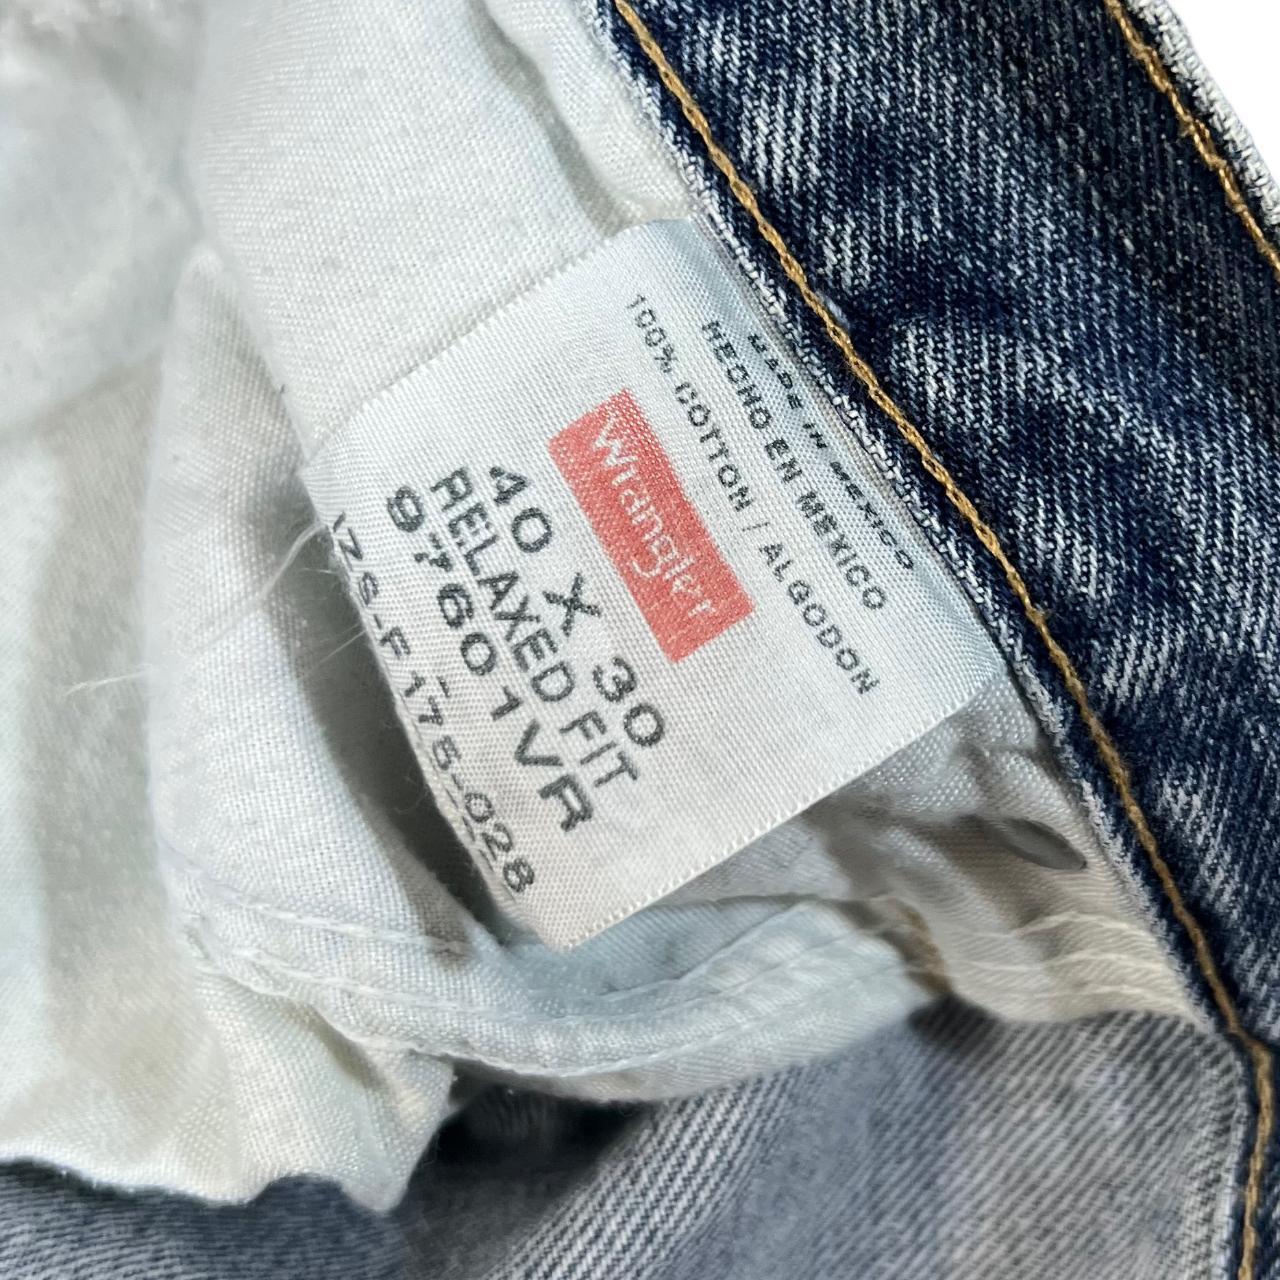 MADE IN MEXICO
HECHO EN MEXICO
100% COTTON / ALGODON
Wrangler
40 X 30
RELAXED FIT
97601VR